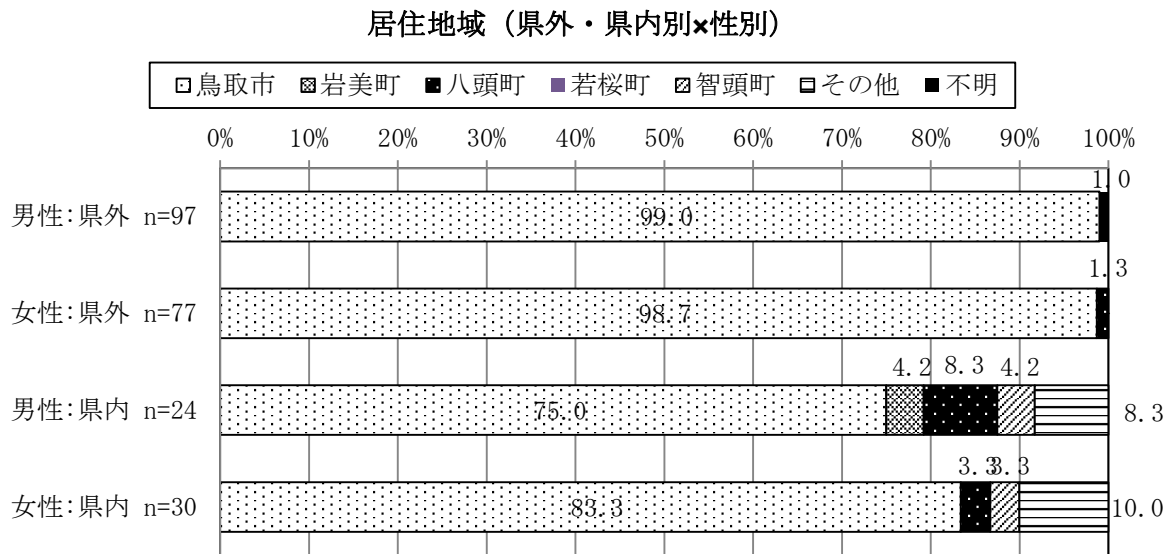 居住地域（県外・県内別×性別）
鳥取市 岩美町 八頭町 若桜町 智頭町 その他 不明
0% 10% 20% 30% 40% 50% 60% 70% 80% 90% 100%
1.0
男性:県外 n=97 99.0
1.3
女性:県外 n=77 98.7
4.2 8.3 4.2
男性:県内 n=24 75.0 8.3
3.3 3.3
女性:県内 n=30 83.3 10.0